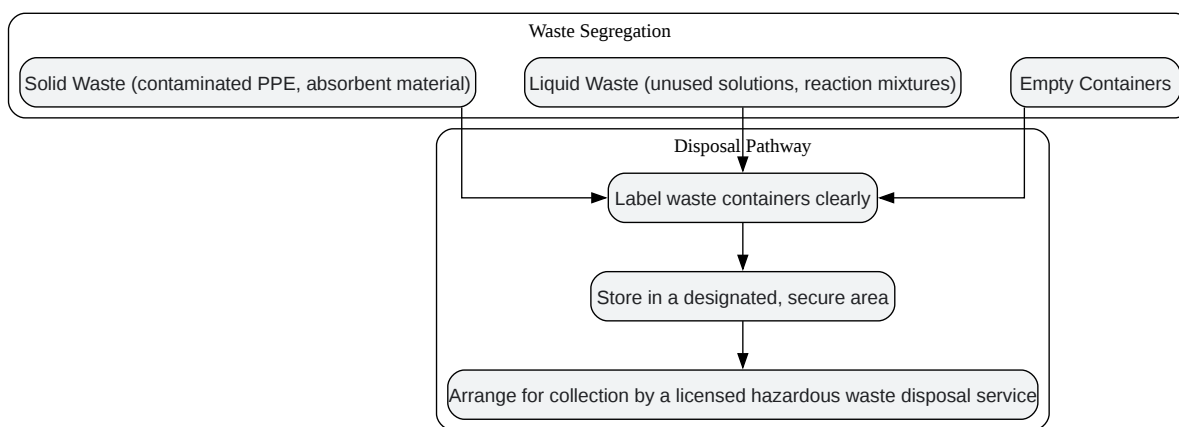 Waste Segregation
Solid Waste (contaminated PPE, absorbent material)
Liquid Waste (unused solutions, reaction mixtures)
Empty Containers
Disposal Pathway
Label waste containers clearly
Store in a designated, secure area
Arrange for collection by a licensed hazardous waste disposal service